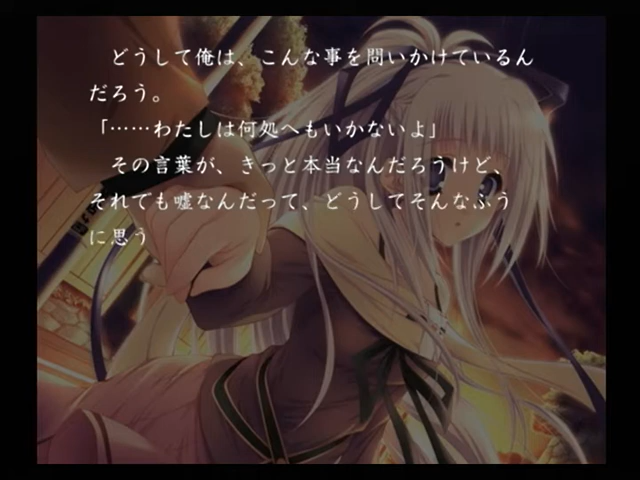 どうして俺は、こんな事を問いかけているん
だろう。
「……わたしは何処へもいかないよ」
　その言葉が、きっと本当なんだろうけど、
それでも嘘なんだって、どうしてそんなふう
に思う